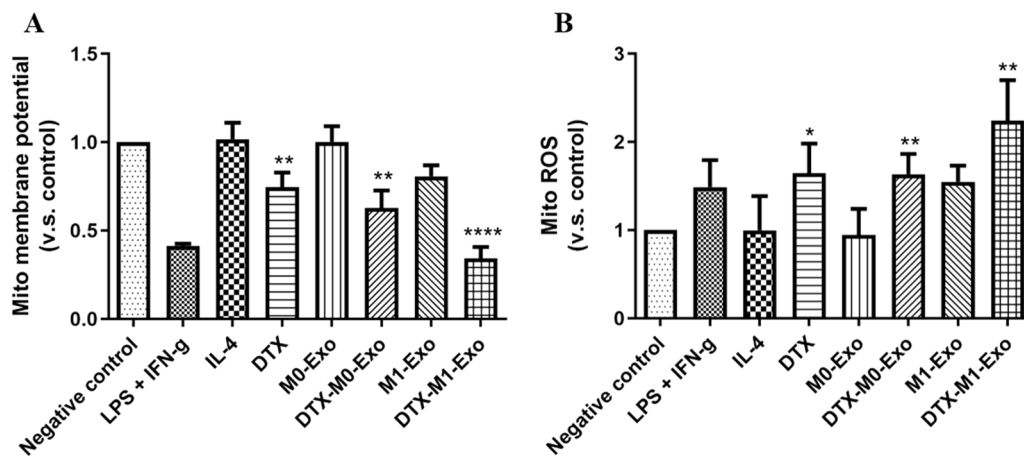 A
Mito membrane potential
(v.s. control)
1.5
1.0
0.5
0.0
**
**
****
Negative control
LPS + IFN-g
IL-4
DTX
M0-Exo
DTX-M0-Exo
M1-Exo
DTX-M1-Exo
B
Mito ROS
(v.s. control)
3
2
1
0
*
**
**
Negative control
LPS + IFN-g
IL-4
DTX
M0-Exo
DTX-M0-Exo
M1-Exo
DTX-M1-Exo